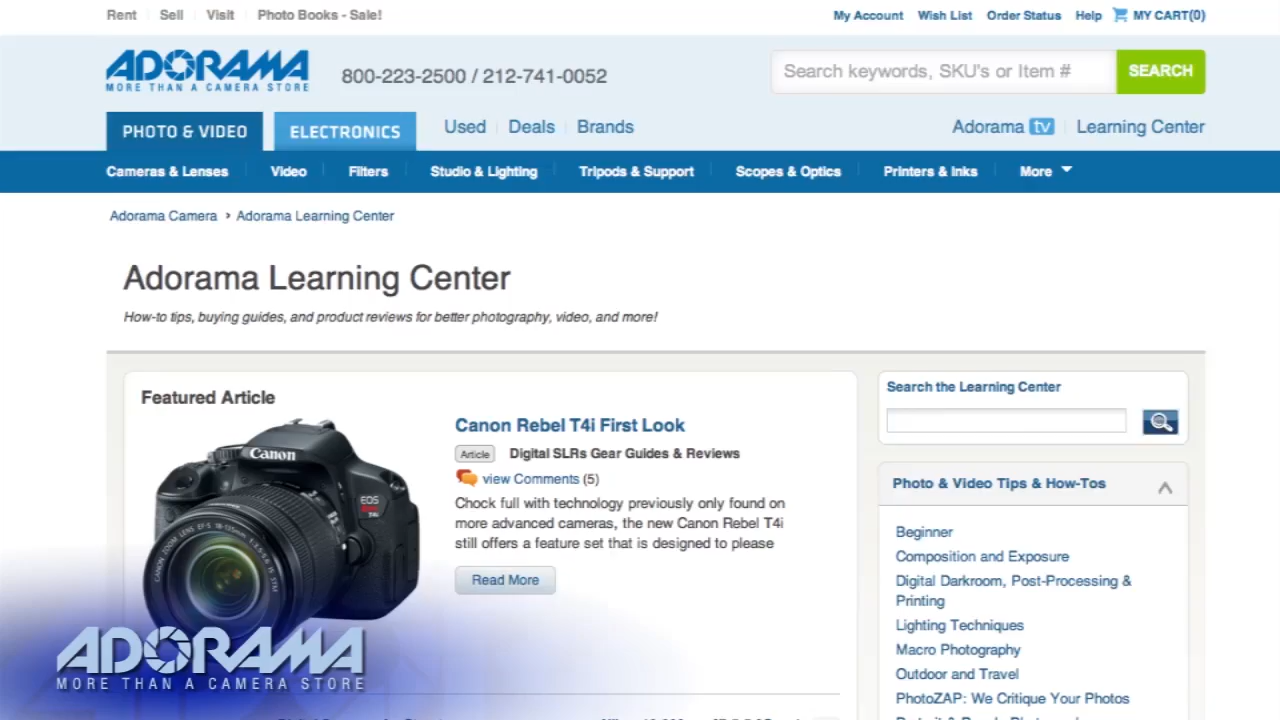 Rent Sell Visit Photo Books - Sale!
My Account Wish List Order Status Help MY CART(0)
ADORAMA
MORE THAN A CAMERA STORE
800-223-2500 / 212-741-0052
Search keywords, SKU's or Item #
SEARCH
PHOTO & VIDEO
ELECTRONICS
Used Deals Brands
Adorama tv Learning Center
Cameras & Lenses Video Filters Studio & Lighting Tripods & Support Scopes & Optics Printers & Inks More
Adorama Camera › Adorama Learning Center
Adorama Learning Center
How-to tips, buying guides, and product reviews for better photography, video, and more!
Featured Article
Canon
EOS
T4i
CANON ZOOM LENS EF-S 18-135mm
Canon Rebel T4i First Look
Article Digital SLRs Gear Guides & Reviews
view Comments (5)
Chock full with technology previously only found on
more advanced cameras, the new Canon Rebel T4i
still offers a feature set that is designed to please
Read More
Search the Learning Center
Photo & Video Tips & How-Tos
Beginner
Composition and Exposure
Digital Darkroom, Post-Processing &
Printing
Lighting Techniques
Macro Photography
Outdoor and Travel
PhotoZAP: We Critique Your Photos
ADORAMA
MORE THAN A CAMERA STORE